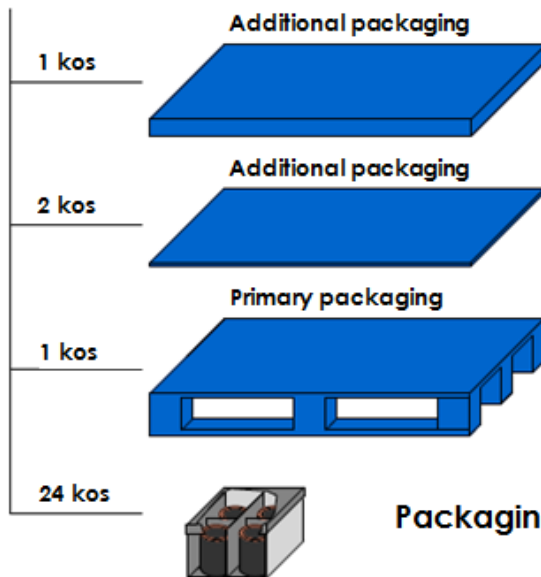 Additional packaging
1 kos
Additional packaging
2 kos
Primary packaging
1 kos
24 kos
Packagin